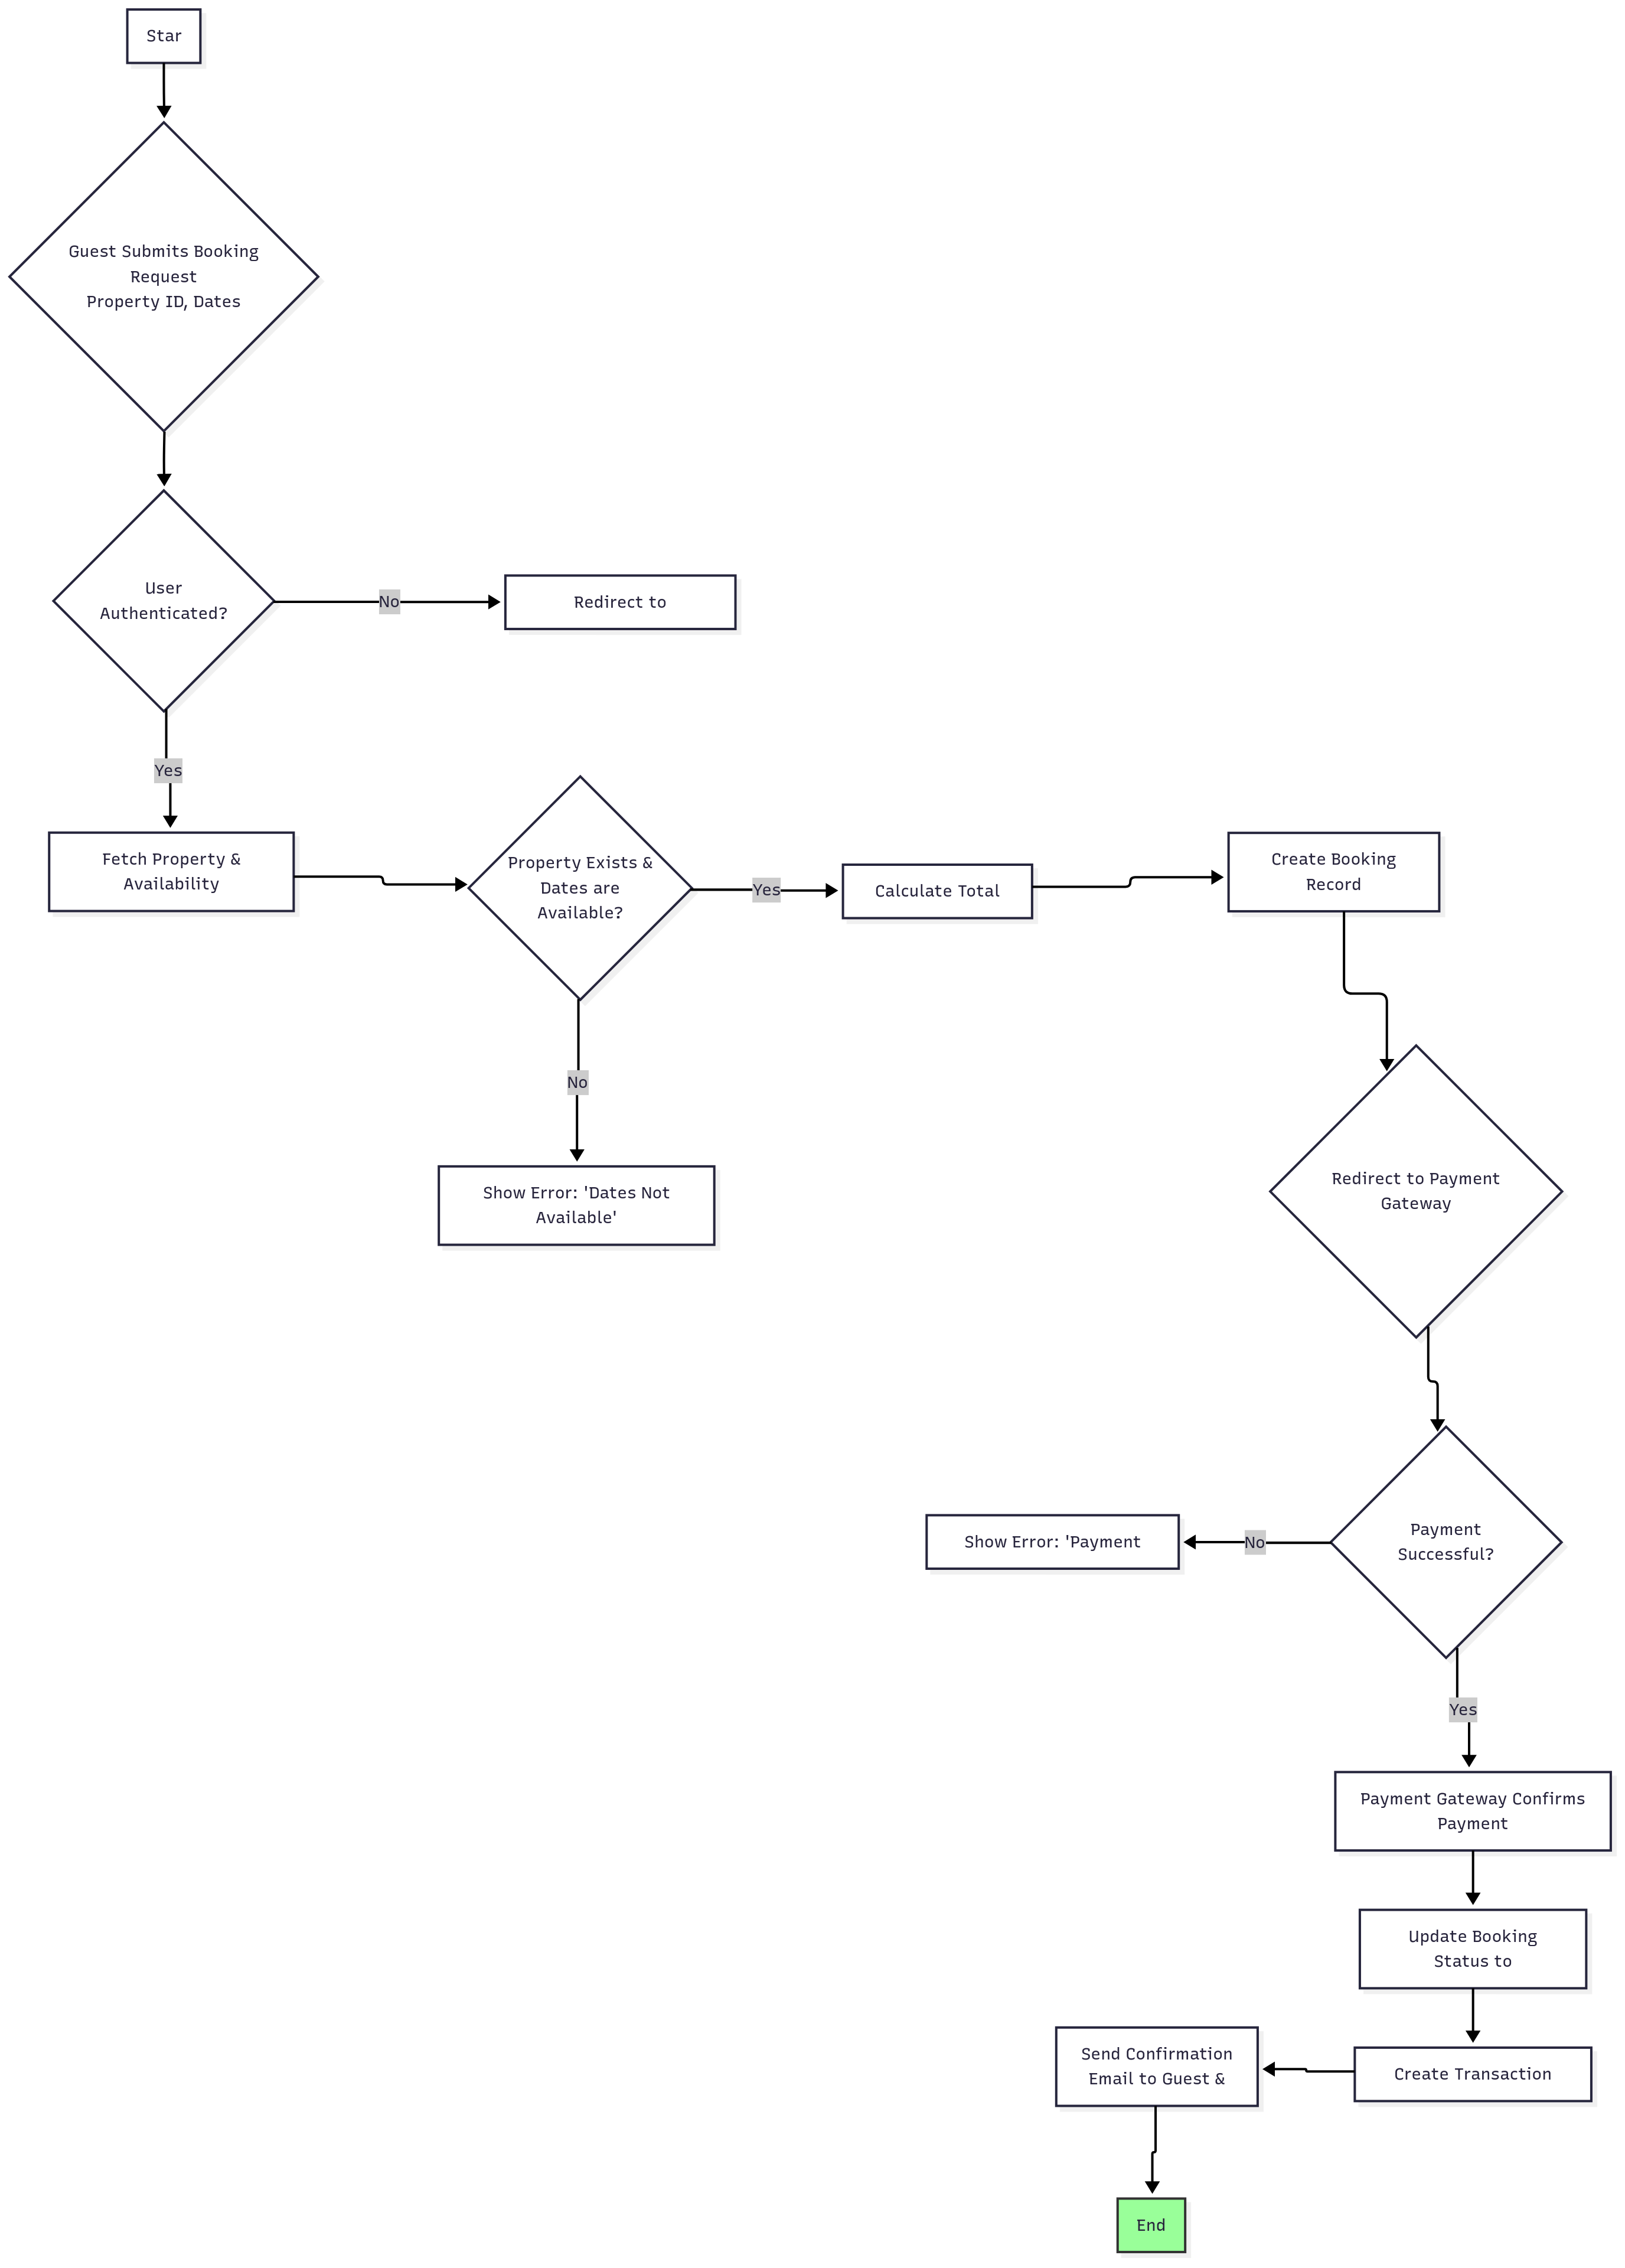 Star
Guest Submits Booking
Request
Property ID, Dates
User
Authenticated?
No
Redirect to
Yes
Fetch Property &
Availability
Property Exists &
Dates are
Available?
Yes
Calculate Total
Create Booking
Record
No
Show Error: 'Dates Not
Available'
Redirect to Payment
Gateway
Payment
Successful?
No
Show Error: 'Payment
Yes
Payment Gateway Confirms
Payment
Update Booking
Status to
Create Transaction
Send Confirmation
Email to Guest &
End